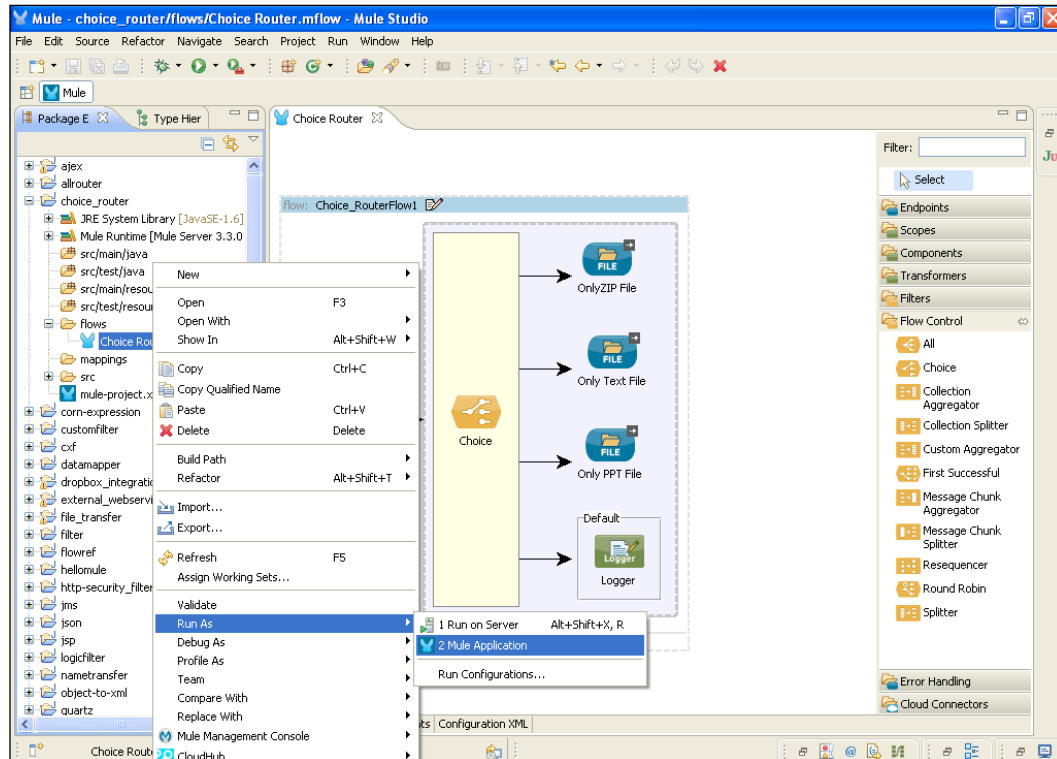 Mule - choice_router/flows/Choice Router.mflow - Mule Studio
File Edit Source Refactor Navigate Search Project Run Window Help
Mule
Package E
Type Hier
ajex
allrouter
choice_router
JRE System Library [JavaSE-1.6]
Mule Runtime [Mule Server 3.3.0
src/main/java
src/test/java
src/main/resou
src/test/resour
flows
Choice Rou
mappings
src
mule-project.x
corn-expression
customfilter
cxf
datamapper
dropbox_integratio
external_webservi
file_transfer
filter
flowref
hellomule
http-security_filter
jms
json
jsp
logicfilter
nametransfer
object-to-xml
quartz
New
Open F3
Open With
Show In Alt+Shift+W
Copy Ctrl+C
Copy Qualified Name
Paste Ctrl+V
Delete Delete
Build Path
Refactor Alt+Shift+T
Import...
Export...
Refresh F5
Assign Working Sets...
Validate
Run As
Debug As
Profile As
Team
Compare With
Replace With
Mule Management Console
CloudHub
1 Run on Server Alt+Shift+X, R
2 Mule Application
Run Configurations...
Choice Router
flow: Choice_RouterFlow1
Choice
FILE
OnlyZIP File
FILE
Only Text File
FILE
Only PPT File
Default
Logger
Logger
ts Configuration XML
Filter:
Select
Endpoints
Scopes
Components
Transformers
Filters
Flow Control
All
Choice
Collection
Aggregator
Collection Splitter
Custom Aggregator
First Successful
Message Chunk
Aggregator
Message Chunk
Splitter
Resequencer
Round Robin
Splitter
Error Handling
Cloud Connectors
Ju
Choice Route